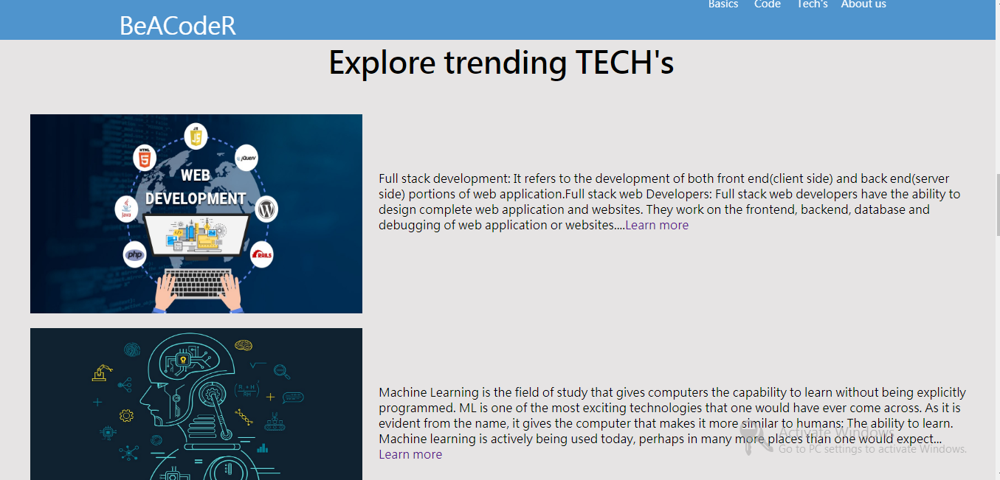 Basics Code Tech's About us
BeACodeR
Explore trending TECH's
JS
HTML
5
jQuery
WEB
DEVELOPMENT
Java
W
php
RAILS
Full stack development: It refers to the development of both front end(client side) and back end(server
side) portions of web application.Full stack web Developers: Full stack web developers have the ability to
design complete web application and websites. They work on the frontend, backend, database and
debugging of web application or websites....Learn more
Machine Learning is the field of study that gives computers the capability to learn without being explicitly
programmed. ML is one of the most exciting technologies that one would have ever come across. As it is
evident from the name, it gives the computer that makes it more similar to humans: The ability to learn.
Machine learning is actively being used today, perhaps in many more places than one would expect...
Learn more
Activate Windows
Go to PC settings to activate Windows.